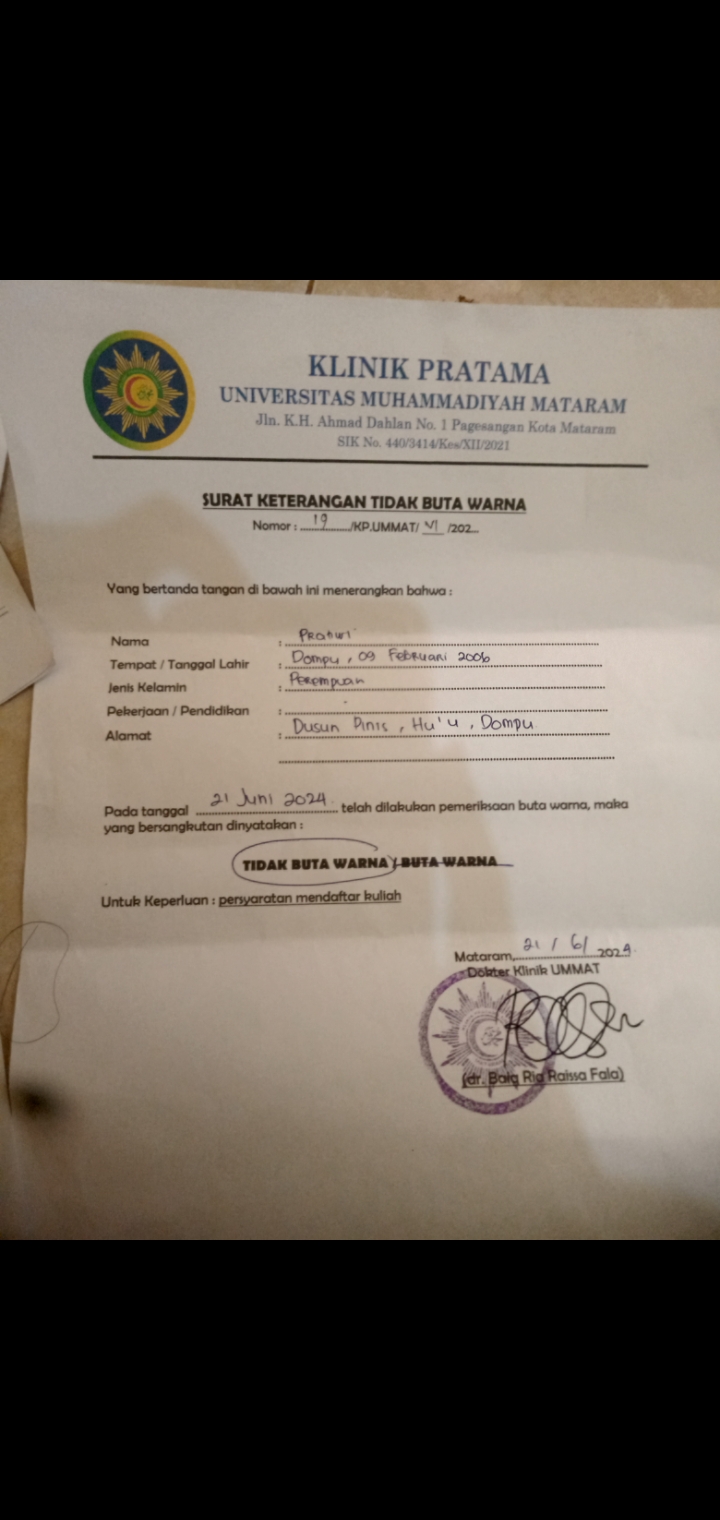 KLINIK PRATAMA
UNIVERSITAS MUHAMMADIYAH MATARAM
Jln. K.H. Ahmad Dahlan No. 1 Pagesangan Kota Mataram
SIK No. 440/3414/Kes/XII/2021
SURAT KETERANGAN TIDAK BUTA WARNA
Nomor : 19 /KP.UMMAT/ VI /202...
Yang bertanda tangan di bawah ini menerangkan bahwa :
Nama : Pratiwi
Tempat / Tanggal Lahir : Dompu, 09 Februari 2006
Jenis Kelamin : Perempuan
Pekerjaan / Pendidikan : -
Alamat : Dusun Pinis, Hu'u, Dompu
Pada tanggal 21 Juni 2024 telah dilakukan pemeriksaan buta warna, maka
yang bersangkutan dinyatakan :
TIDAK BUTA WARNA / BUTA WARNA
Untuk Keperluan : persyaratan mendaftar kuliah
Mataram, 21 / 6 / 2024.
Dokter Klinik UMMAT
(dr. Baiq Ria Raissa Fala)